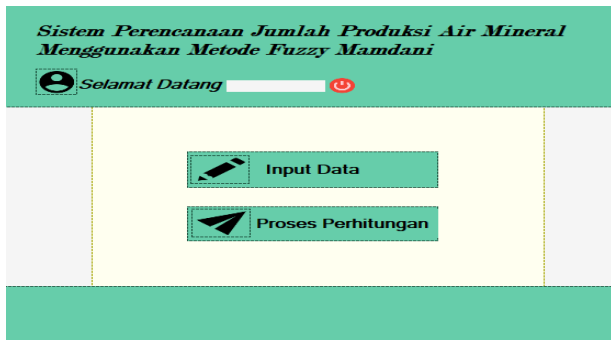 Sistem Perencanaan Jumlah Produksi Air Mineral
Menggunakan Metode Fuzzy Mamdani
Selamat Datang
Input Data
Proses Perhitungan